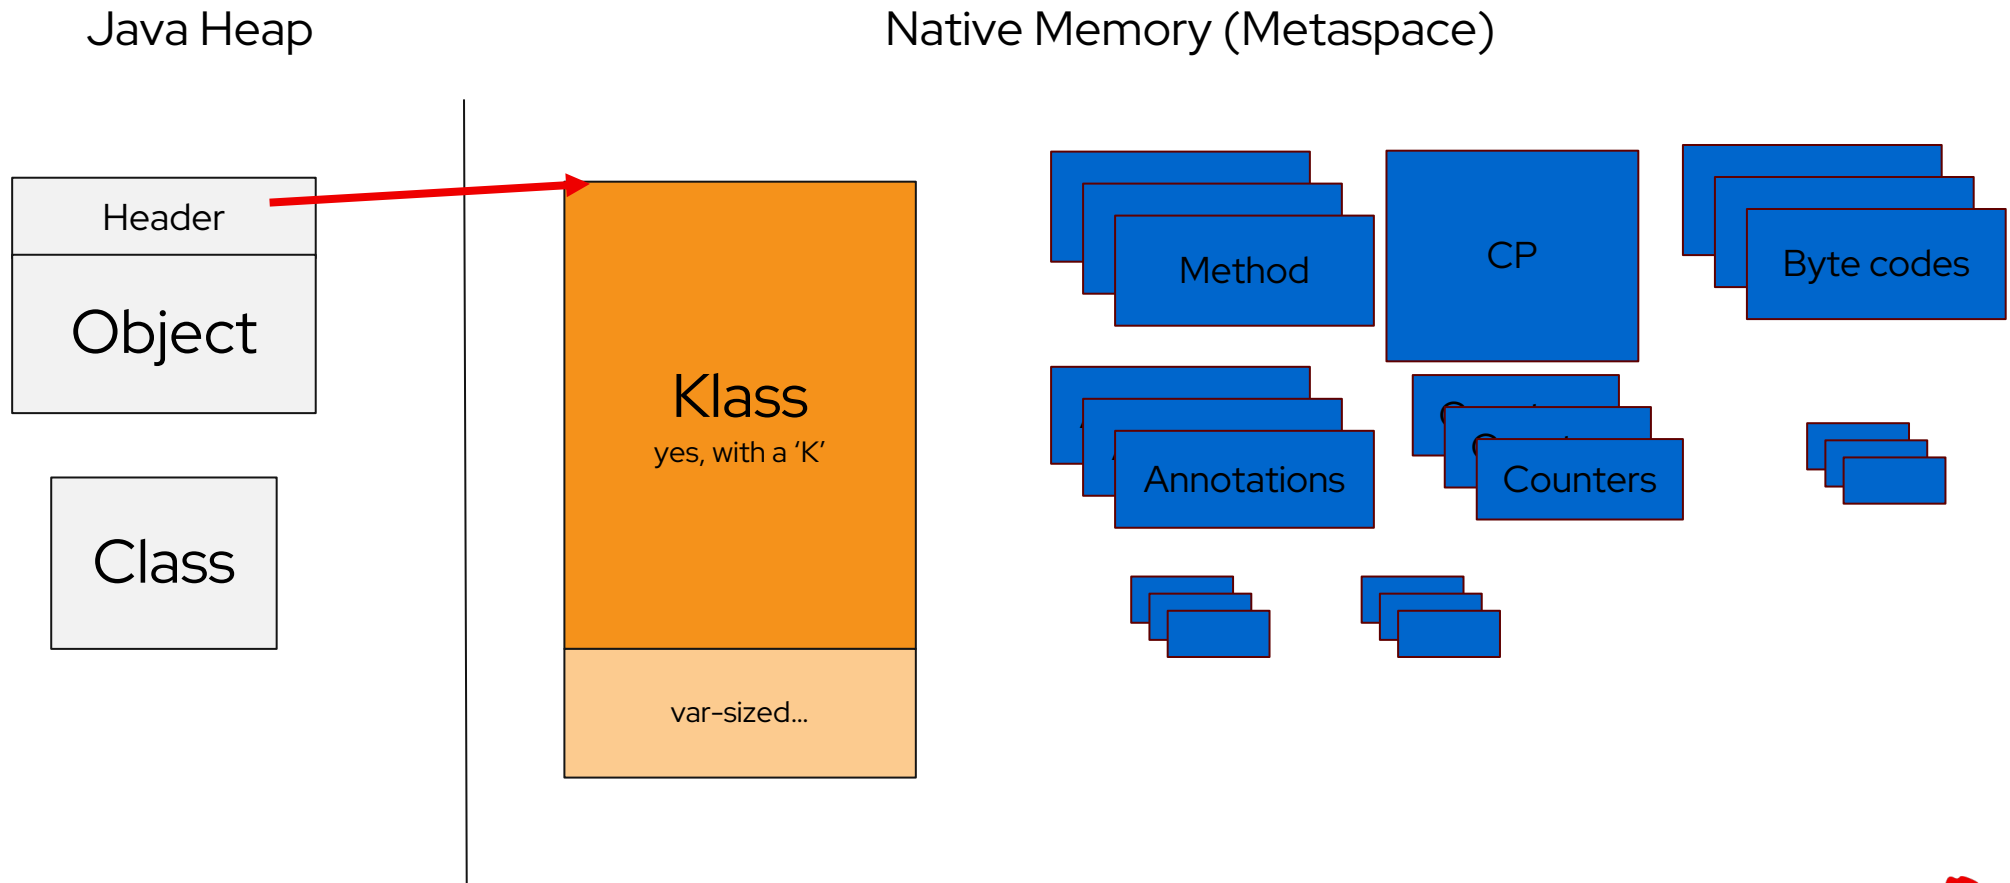 Java Heap
Native Memory (Metaspace)
Header
Object
Class
Klass
yes, with a ‘K’
var-sized...
Method
CP
Byte codes
Annotations
Counters